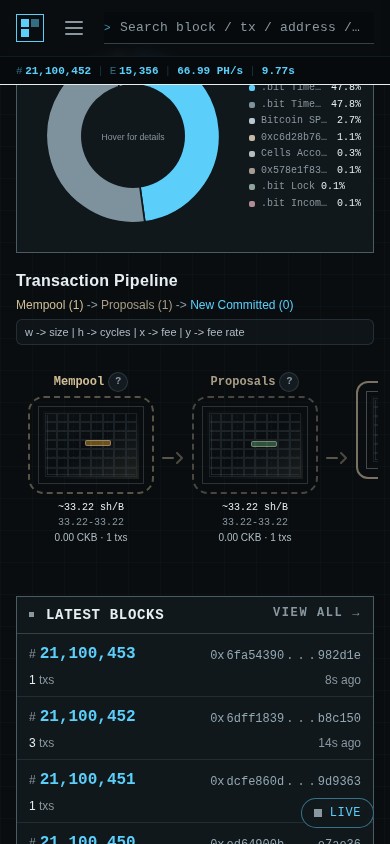 > Search block / tx / address /…
# 21,100,452 | E 15,356 | 66.99 PH/s | 9.77s
.bit Time… 47.8%
.bit Time… 47.8%
Bitcoin SP… 2.7%
0xc6d28b76… 1.1%
Cells Acco… 0.3%
0x578e1f83… 0.1%
.bit Lock 0.1%
.bit Incom… 0.1%
Hover for details
Transaction Pipeline
Mempool (1) -> Proposals (1) -> New Committed (0)
w -> size | h -> cycles | x -> fee | y -> fee rate
Mempool ? Proposals ?
~33.22 sh/B ~33.22 sh/B
33.22-33.22 33.22-33.22
0.00 CKB · 1 txs 0.00 CKB · 1 txs
LATEST BLOCKS VIEW ALL →
# 21,100,453 0x6fa54390...982d1e
1 txs 8s ago
# 21,100,452 0x6dff1839...b8c150
3 txs 14s ago
# 21,100,451 0xdcfe860d...9d9363
1 txs
LIVE
# 21,100,450